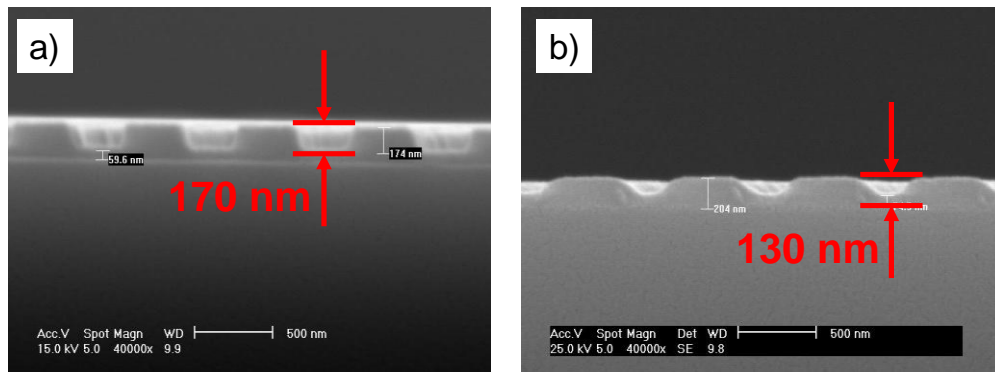 a)
59.6 nm
174 nm
170 nm
Acc.V Spot Magn WD
15.0 kV 5.0 40000x 9.9
500 nm
b)
204 nm
130 nm
Acc.V Spot Magn Det WD
25.0 kV 5.0 40000x SE 9.8
500 nm